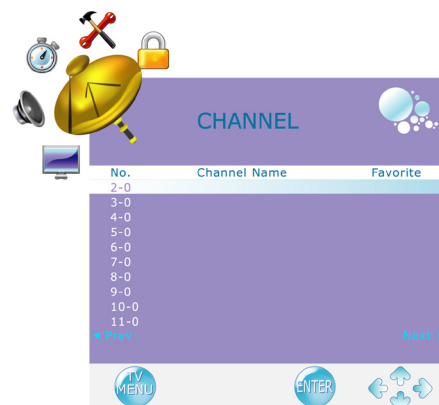 CHANNEL
No. Channel Name Favorite
2-0
3-0
4-0
5-0
6-0
7-0
8-0
9-0
10-0
11-0
Prev Next
TV MENU ENTER